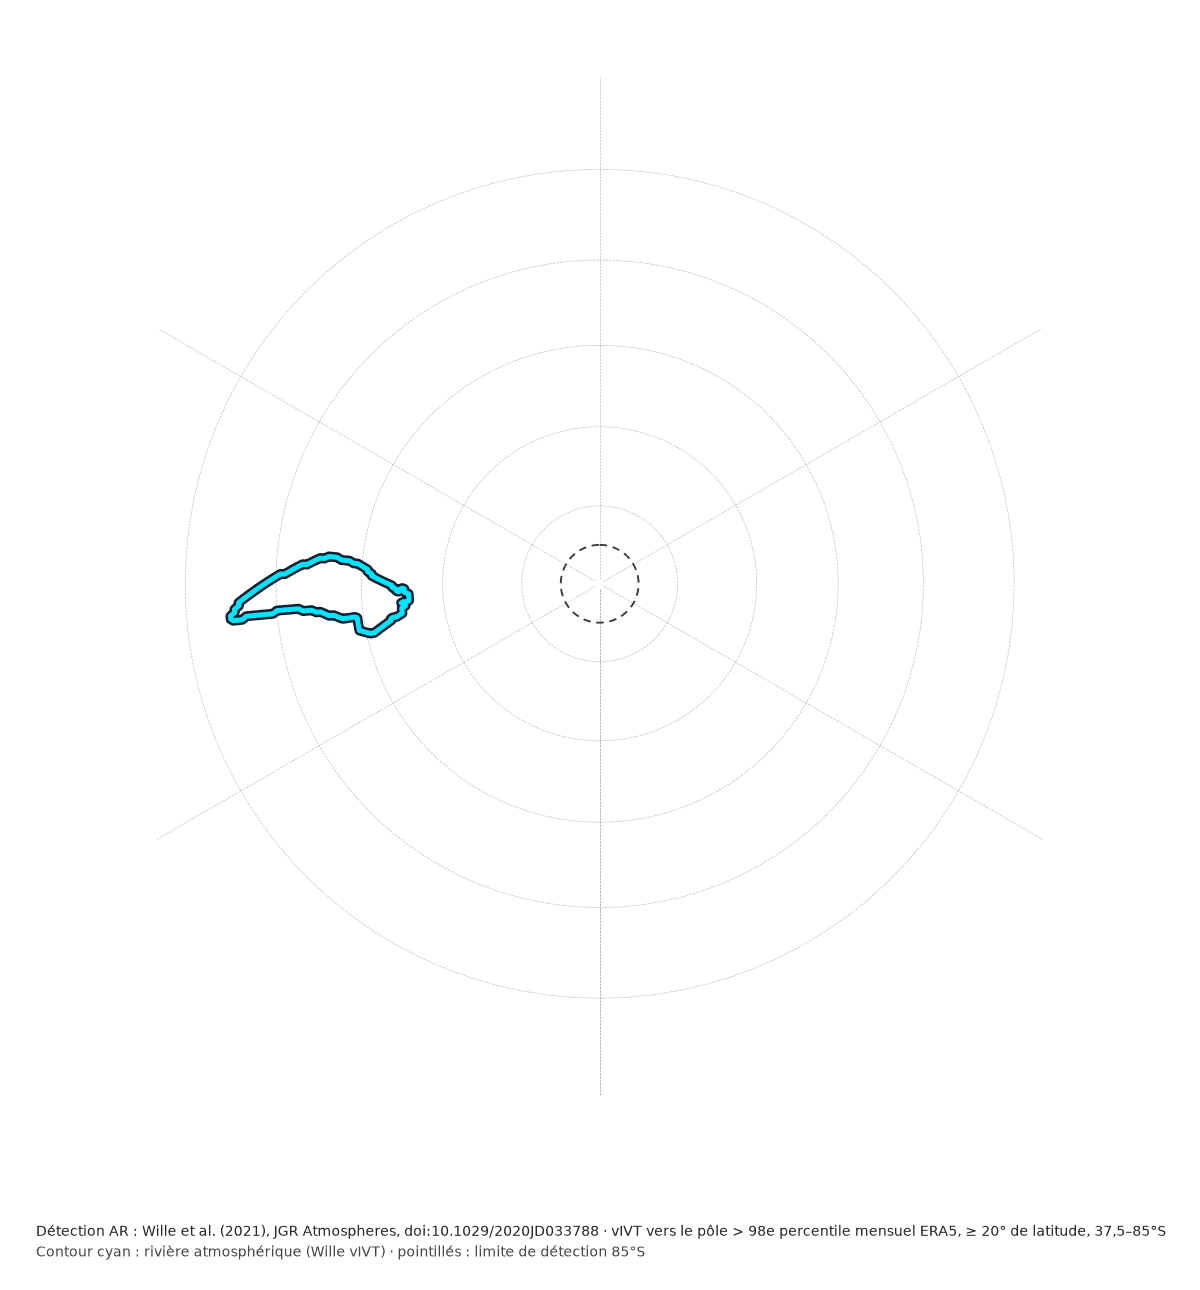 Détection AR : Wille et al. (2021), JGR Atmospheres, doi:10.1029/2020JD033788 · vIVT vers le pôle > 98e percentile mensuel ERA5, ≥ 20° de latitude, 37,5–85°S
Contour cyan : rivière atmosphérique (Wille vIVT) · pointillés : limite de détection 85°S